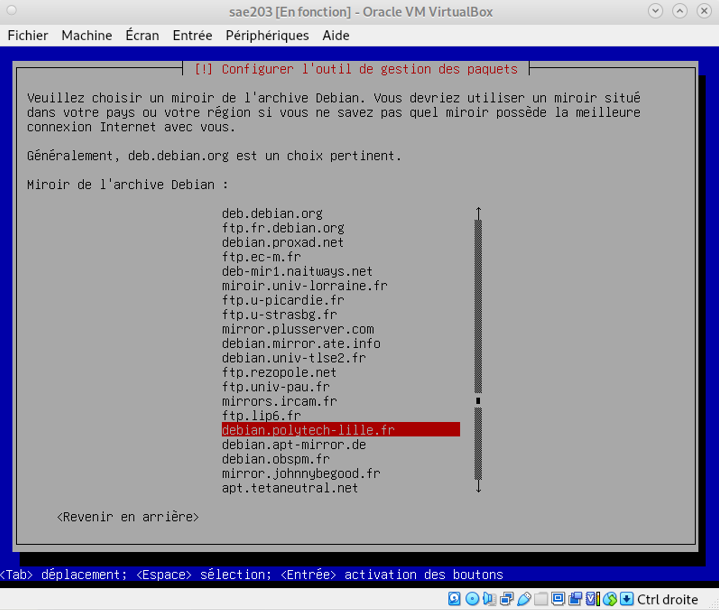 sae203 [En fonction] - Oracle VM VirtualBox
Fichier Machine Écran Entrée Périphériques Aide
[!] Configurer l'outil de gestion des paquets
Veuillez choisir un miroir de l'archive Debian. Vous devriez utiliser un miroir situé
dans votre pays ou votre région si vous ne savez pas quel miroir possède la meilleure
connexion Internet avec vous.
Généralement, deb.debian.org est un choix pertinent.
Miroir de l'archive Debian :
deb.debian.org
ftp.fr.debian.org
debian.proxad.net
ftp.ec-m.fr
deb-mir1.naitways.net
miroir.univ-lorraine.fr
ftp.u-picardie.fr
ftp.u-strasbg.fr
mirror.plusserver.com
debian.mirror.ate.info
debian.univ-tlse2.fr
ftp.rezopole.net
ftp.univ-pau.fr
mirrors.ircam.fr
ftp.lip6.fr
debian.polytech-lille.fr
debian.apt-mirror.de
debian.obspm.fr
mirror.johnnybegood.fr
apt.tetaneutral.net
<Revenir en arrière>
<Tab> déplacement; <Espace> sélection; <Entrée> activation des boutons
Ctrl droite